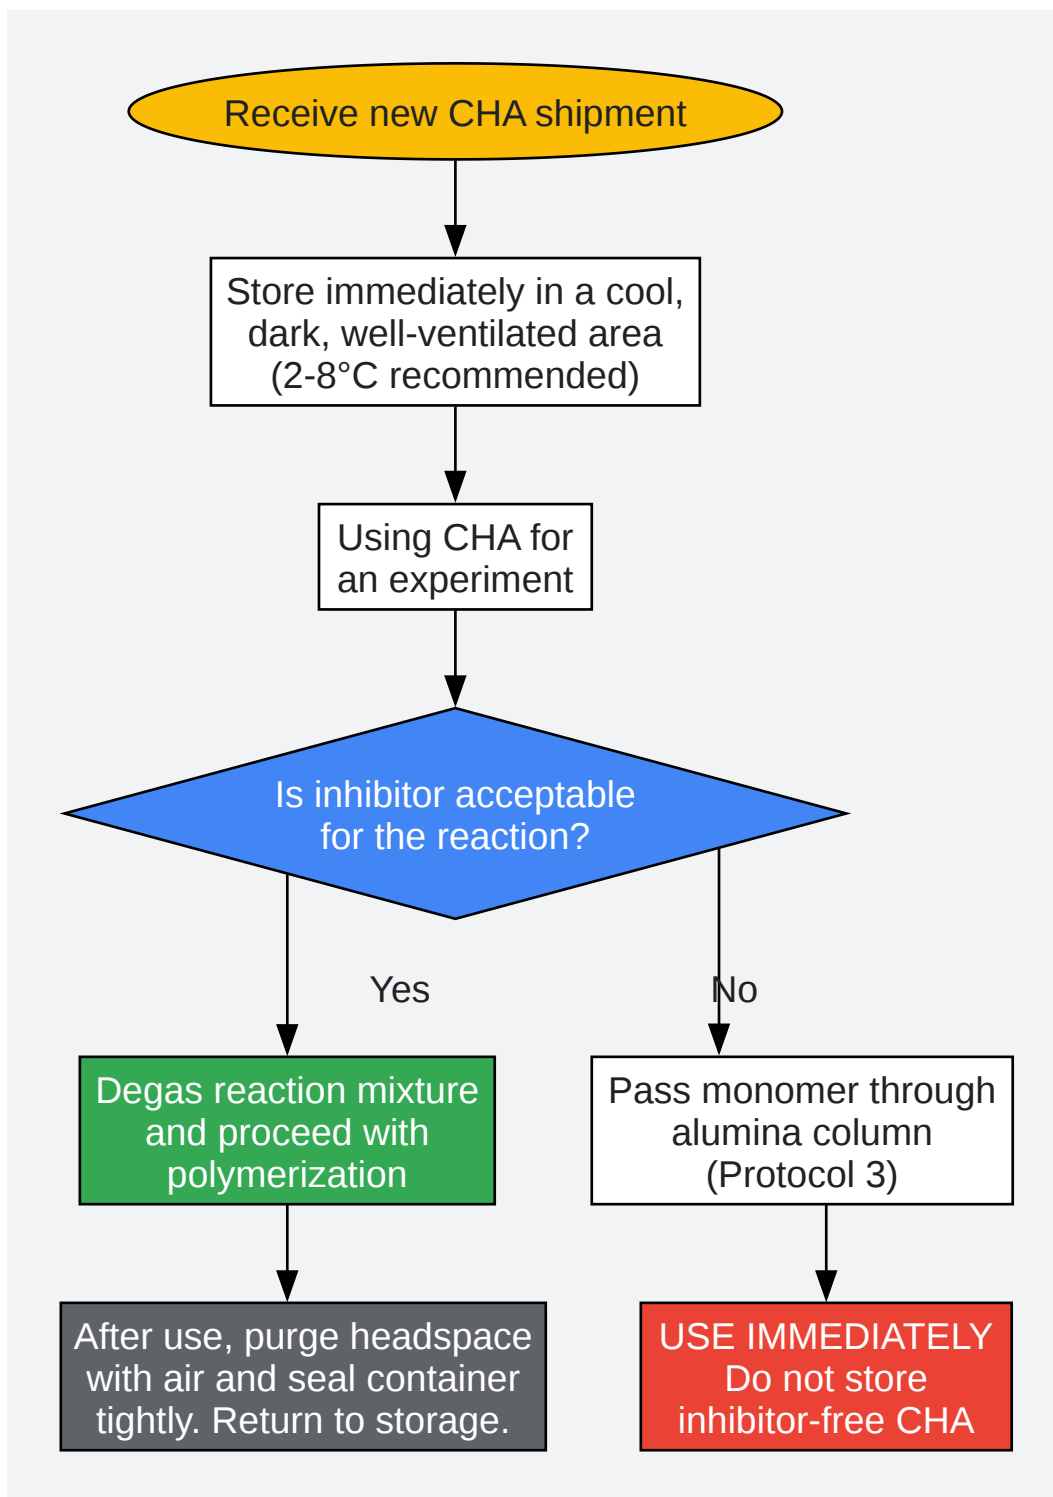 Receive new CHA shipment
Store immediately in a cool,
dark, well-ventilated area
(2-8°C recommended)
Using CHA for
an experiment
Is inhibitor acceptable
for the reaction?
Yes
No
Degas reaction mixture
and proceed with
polymerization
Pass monomer through
alumina column
(Protocol 3)
After use, purge headspace
with air and seal container
tightly. Return to storage.
USE IMMEDIATELY
Do not store
inhibitor-free CHA